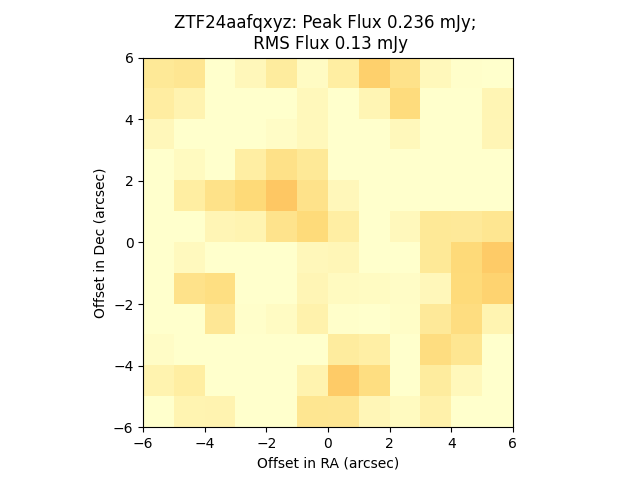 ZTF24aafqxyz: Peak Flux 0.236 mJy;
RMS Flux 0.13 mJy
6
4
2
0
−2
−4
−6
Offset in Dec (arcsec)
−6 −4 −2 0 2 4 6
Offset in RA (arcsec)